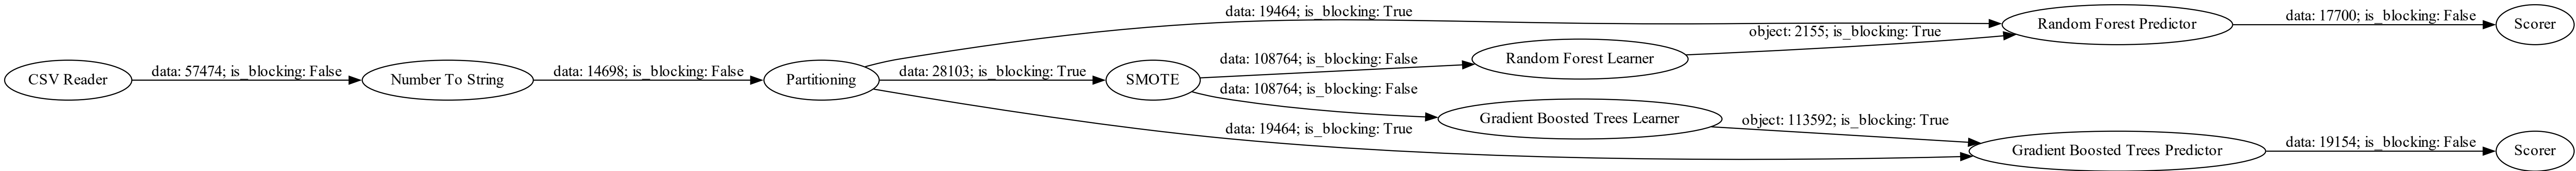 CSV Reader
data: 57474; is_blocking: False
Number To String
data: 14698; is_blocking: False
Partitioning
data: 19464; is_blocking: True
data: 28103; is_blocking: True
data: 19464; is_blocking: True
SMOTE
data: 108764; is_blocking: False
data: 108764; is_blocking: False
Random Forest Learner
Gradient Boosted Trees Learner
object: 2155; is_blocking: True
object: 113592; is_blocking: True
Random Forest Predictor
Gradient Boosted Trees Predictor
data: 17700; is_blocking: False
data: 19154; is_blocking: False
Scorer
Scorer